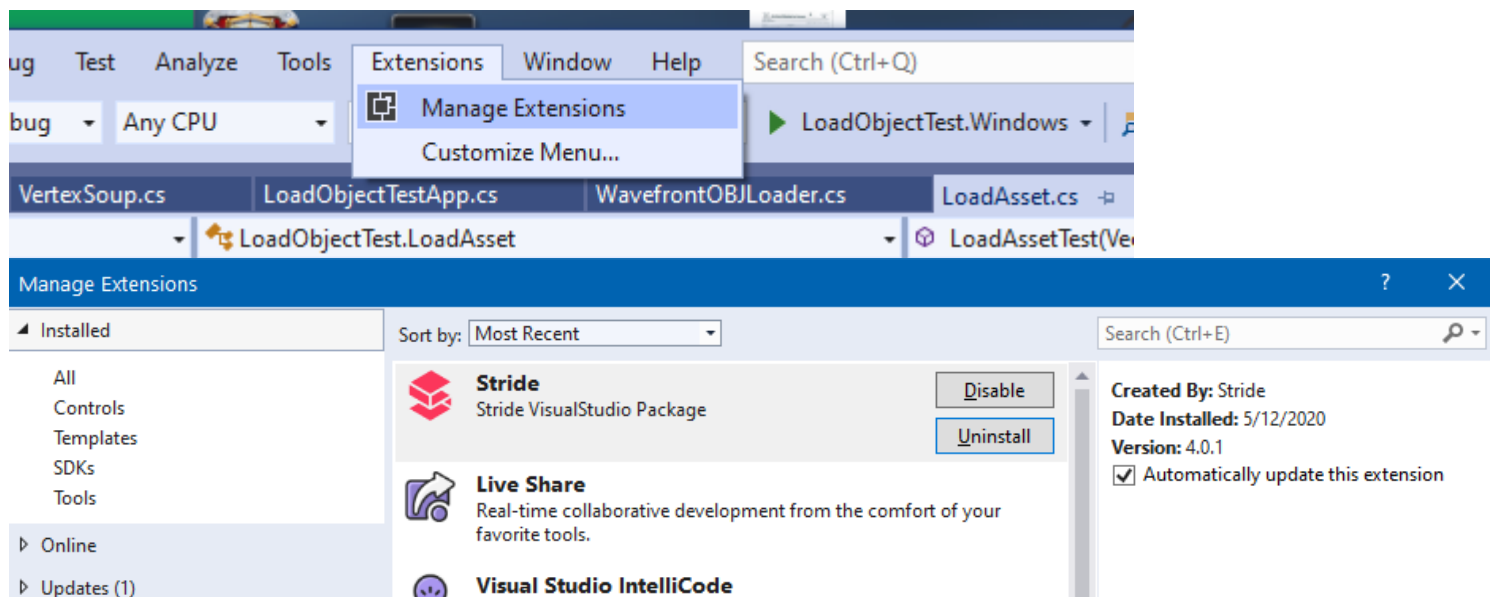 ug Test Analyze Tools Extensions Window Help Search (Ctrl+Q)
bug Any CPU Manage Extensions LoadObjectTest.Windows
Customize Menu...
VertexSoup.cs LoadObjectTestApp.cs WavefrontOBJLoader.cs LoadAsset.cs
LoadObjectTest.LoadAsset LoadAssetTest(Vec
Manage Extensions ? ×
Installed Sort by: Most Recent Search (Ctrl+E)
All
Controls
Templates
SDKs
Tools
Online
Updates (1)
Stride Disable
Stride VisualStudio Package
Uninstall
Live Share
Real-time collaborative development from the comfort of your
favorite tools.
Visual Studio IntelliCode
Created By: Stride
Date Installed: 5/12/2020
Version: 4.0.1
Automatically update this extension